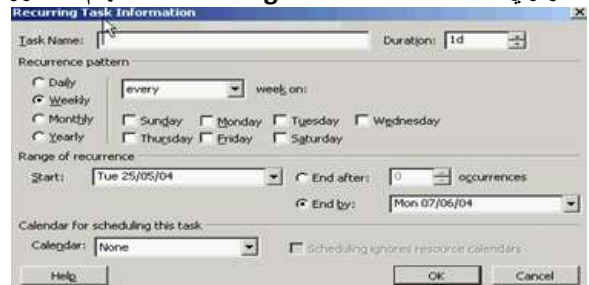 Recurring Task Information
Task Name: Duration: 1d
Recurrence pattern
Daily
Weekly
Monthly
Yearly
every week on:
Sunday Monday Tuesday Wednesday
Thursday Friday Saturday
Range of recurrence
Start: Tue 25/05/04 End after: 0 occurrences
End by: Mon 07/06/04
Calendar for scheduling this task
Calendar: None Scheduling ignores resource calendars
Help OK Cancel